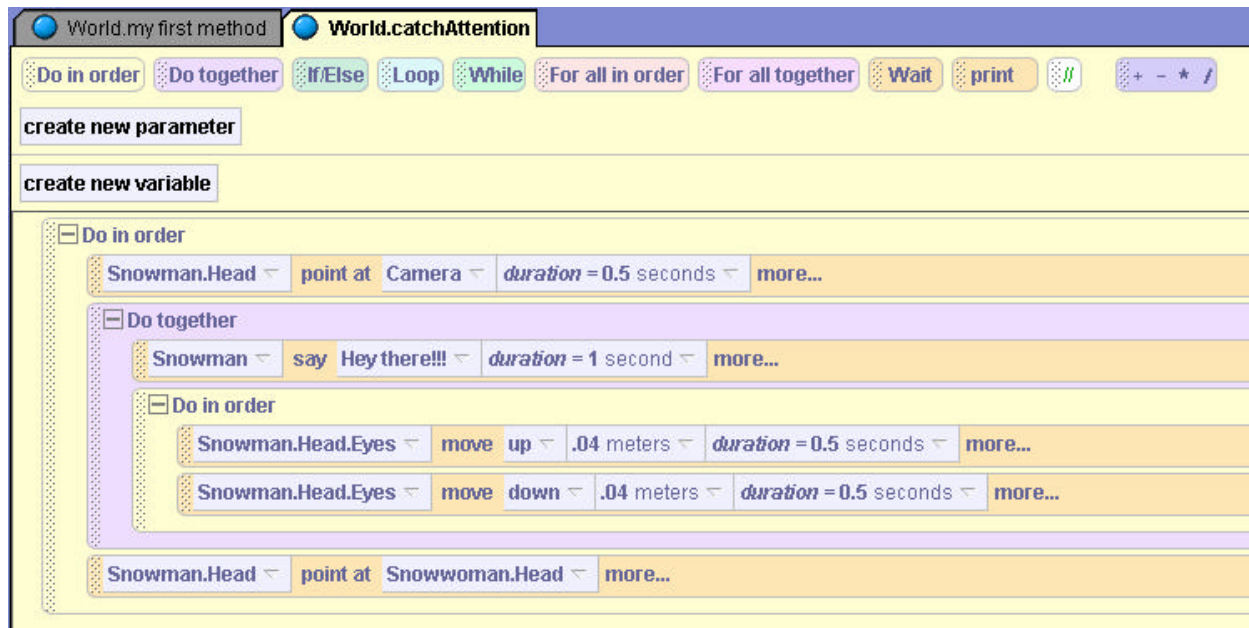 World.my first method World.catchAttention
Do in order Do together If/Else Loop While For all in order For all together Wait print // + - * /
create new parameter
create new variable
Do in order
Snowman.Head point at Camera duration = 0.5 seconds more...
Do together
Snowman say Hey there!!! duration = 1 second more...
Do in order
Snowman.Head.Eyes move up .04 meters duration = 0.5 seconds more...
Snowman.Head.Eyes move down .04 meters duration = 0.5 seconds more...
Snowman.Head point at Snowwoman.Head more...